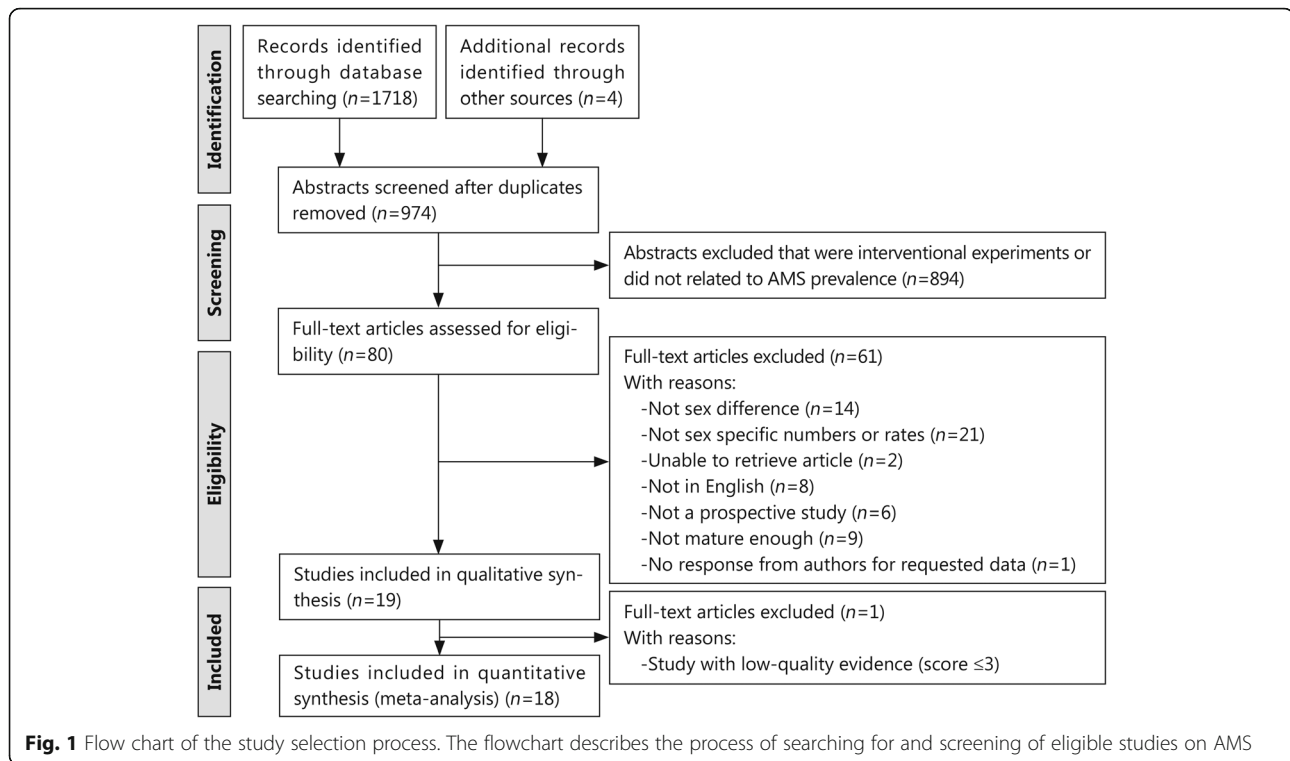 Identification
Records identified
through database
searching (n=1718)
Additional records
identified through
other sources (n=4)
Abstracts screened after duplicates
removed (n=974)
Screening
Abstracts excluded that were interventional experiments or
did not related to AMS prevalence (n=894)
Full-text articles assessed for eligi-
bility (n=80)
Eligibility
Full-text articles excluded (n=61)
With reasons:
-Not sex difference (n=14)
-Not sex specific numbers or rates (n=21)
-Unable to retrieve article (n=2)
-Not in English (n=8)
-Not a prospective study (n=6)
-Not mature enough (n=9)
-No response from authors for requested data (n=1)
Studies included in qualitative syn-
thesis (n=19)
Included
Full-text articles excluded (n=1)
With reasons:
-Study with low-quality evidence (score ≤3)
Studies included in quantitative
synthesis (meta-analysis) (n=18)
Fig. 1 Flow chart of the study selection process. The flowchart describes the process of searching for and screening of eligible studies on AMS